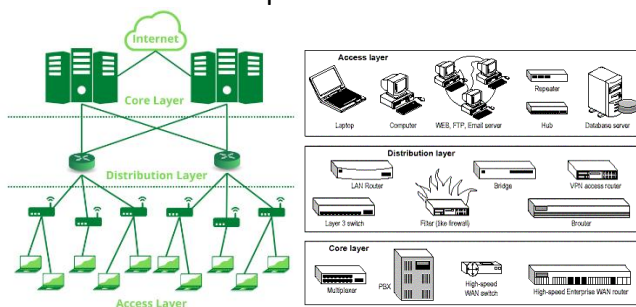 Internet
Core Layer
Distribution Layer
Access Layer
Access layer
Laptop
Computer
WEB, FTP, Email server
Repeater
Hub
Database server
Distribution layer
LAN Router
Bridge
VPN access router
Layer 3 switch
Filter (like firewall)
Brouter
Core layer
Multiplexer
PBX
High-speed
WAN switch
High-speed Enterprise WAN router